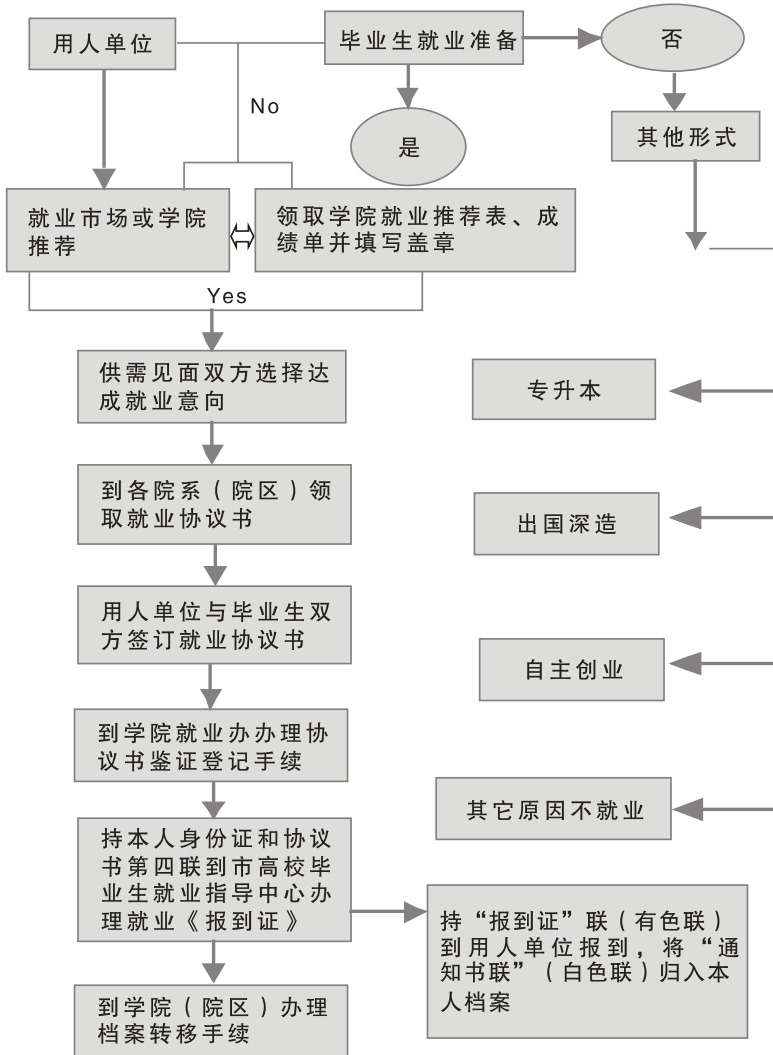 用人单位
毕业生就业准备
否
No
是
其他形式
就业市场或学院
推荐
领取学院就业推荐表、成
绩单并填写盖章
Yes
供需见面双方选择达
成就业意向
专升本
到各院系（院区）领
取就业协议书
出国深造
用人单位与毕业生双
方签订就业协议书
自主创业
到学院就业办办理协
议书鉴证登记手续
其它原因不就业
持本人身份证和协议
书第四联到市高校毕
业生就业指导中心办
理就业《报到证》
持“报到证”联（有色联）
到用人单位报到，将“通
知书联”（白色联）归入本
人档案
到学院（院区）办理
档案转移手续